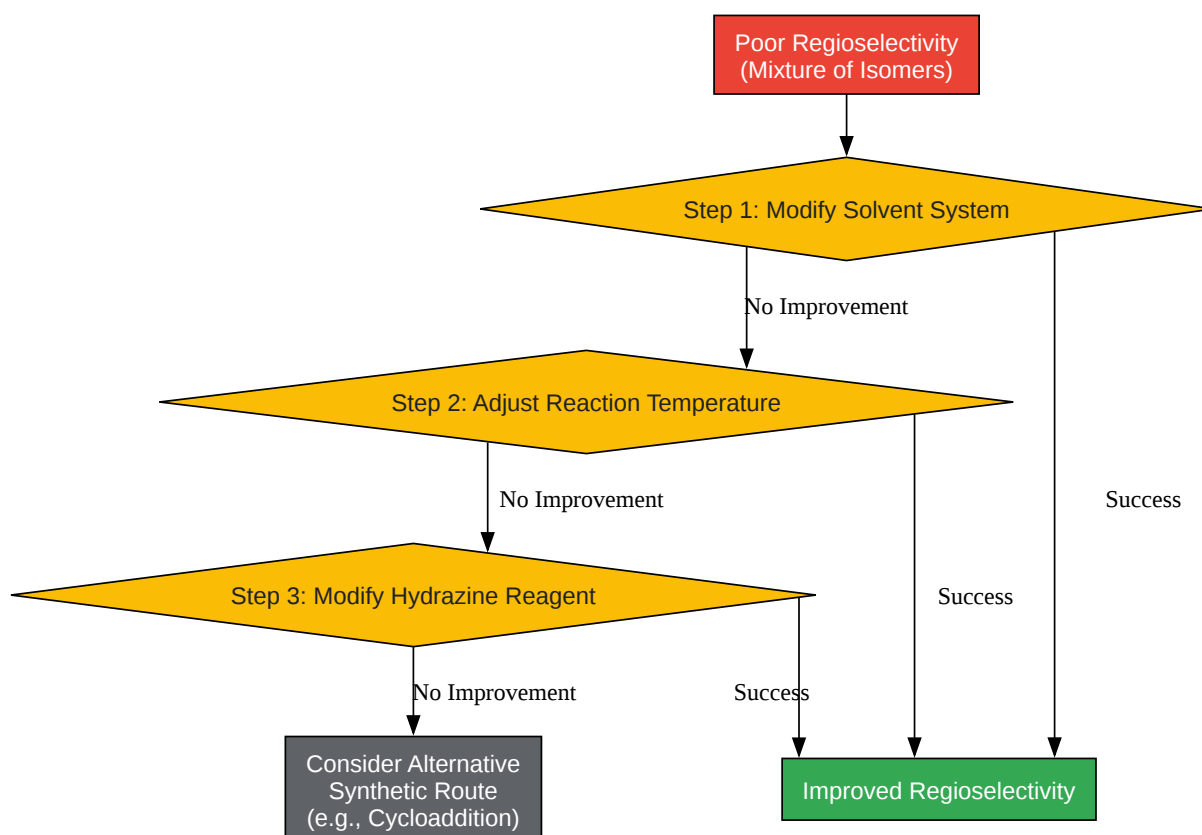 Poor Regioselectivity
(Mixture of Isomers)
Step 1: Modify Solvent System
No Improvement
Step 2: Adjust Reaction Temperature
No Improvement
Success
Step 3: Modify Hydrazine Reagent
Success
No Improvement
Success
Consider Alternative
Synthetic Route
(e.g., Cycloaddition)
Improved Regioselectivity